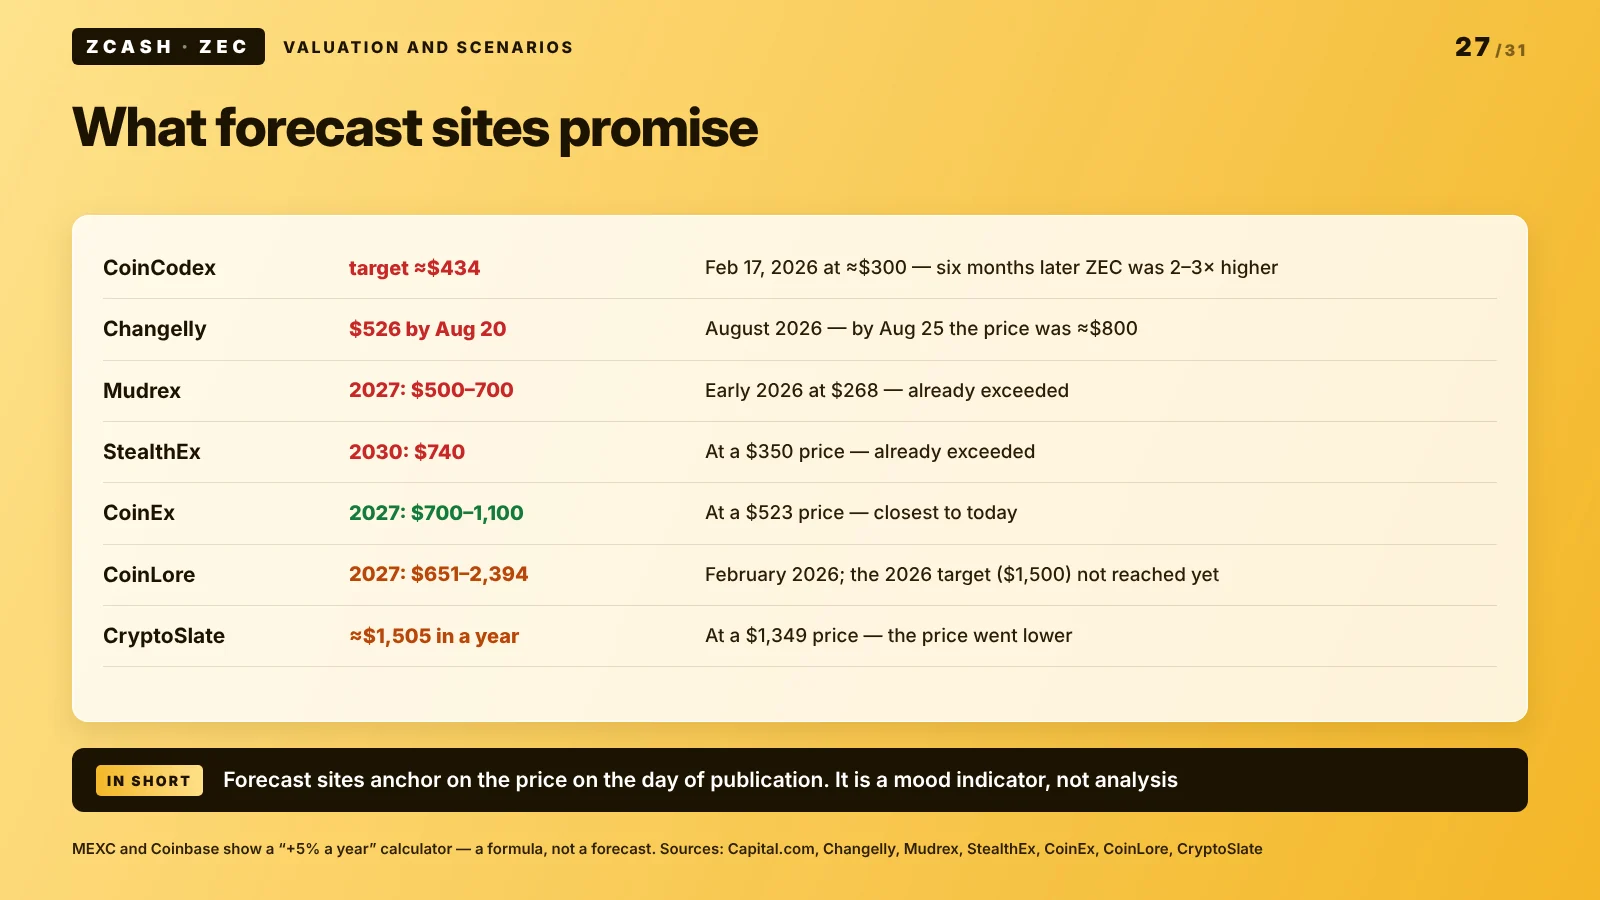 ZCASH · ZEC VALUATION AND SCENARIOS 27 / 31
What forecast sites promise
CoinCodex target ≈$434 Feb 17, 2026 at ≈$300 — six months later ZEC was 2–3× higher
Changelly $526 by Aug 20 August 2026 — by Aug 25 the price was ≈$800
Mudrex 2027: $500–700 Early 2026 at $268 — already exceeded
StealthEx 2030: $740 At a $350 price — already exceeded
CoinEx 2027: $700–1,100 At a $523 price — closest to today
CoinLore 2027: $651–2,394 February 2026; the 2026 target ($1,500) not reached yet
CryptoSlate ≈$1,505 in a year At a $1,349 price — the price went lower
IN SHORT Forecast sites anchor on the price on the day of publication. It is a mood indicator, not analysis
MEXC and Coinbase show a “+5% a year” calculator — a formula, not a forecast. Sources: Capital.com, Changelly, Mudrex, StealthEx, CoinEx, CoinLore, CryptoSlate